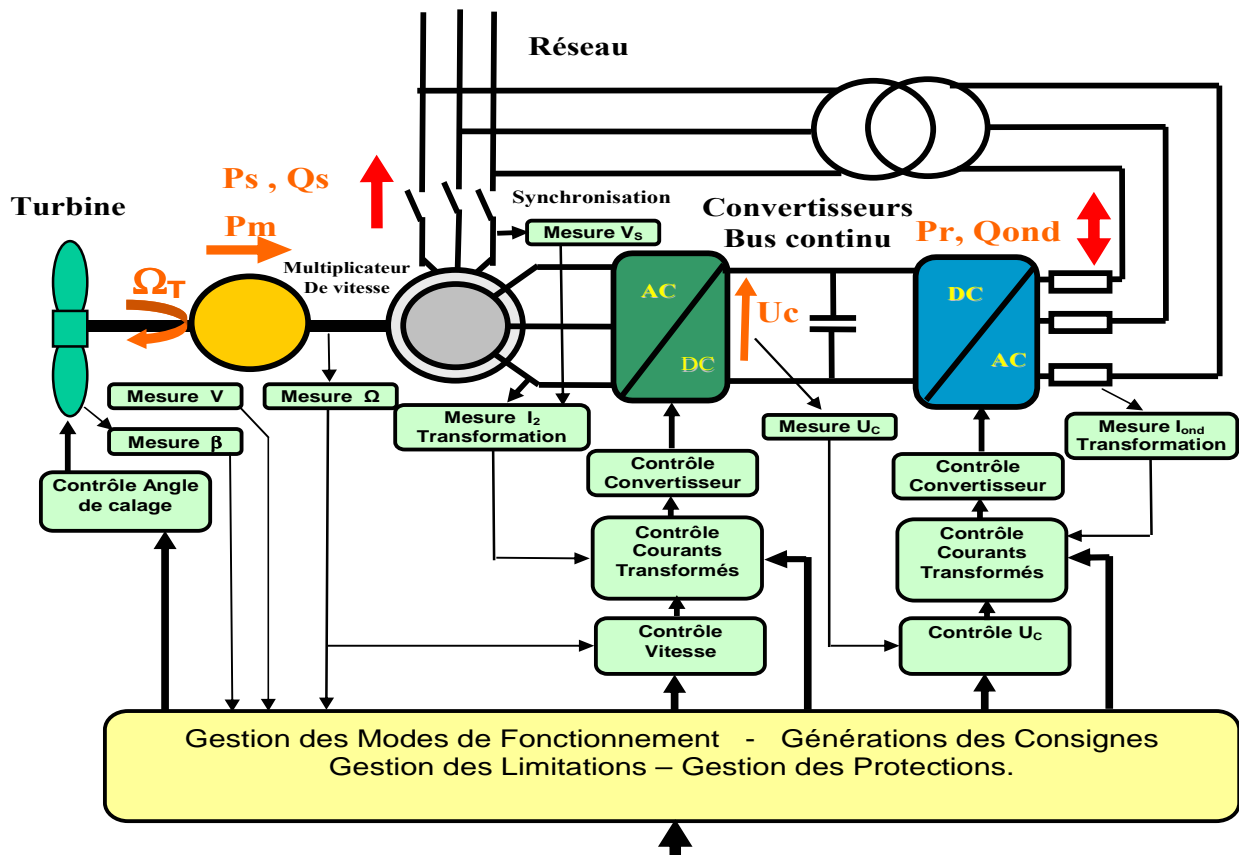 Réseau
Ps , Qs
Synchronisation
Turbine
Pm
Mesure Vs
Convertisseurs
Bus continu
Pr, Qond
Multiplicateur
De vitesse
ΩT
AC
DC
Uc
DC
AC
Mesure V
Mesure Ω
Mesure β
Mesure I2
Transformation
Mesure Uc
Mesure Iond
Transformation
Contrôle Angle
de calage
Contrôle
Convertisseur
Contrôle
Convertisseur
Contrôle
Courants
Transformés
Contrôle
Courants
Transformés
Contrôle
Vitesse
Contrôle Uc
Gestion des Modes de Fonctionnement - Générations des Consignes
Gestion des Limitations – Gestion des Protections.